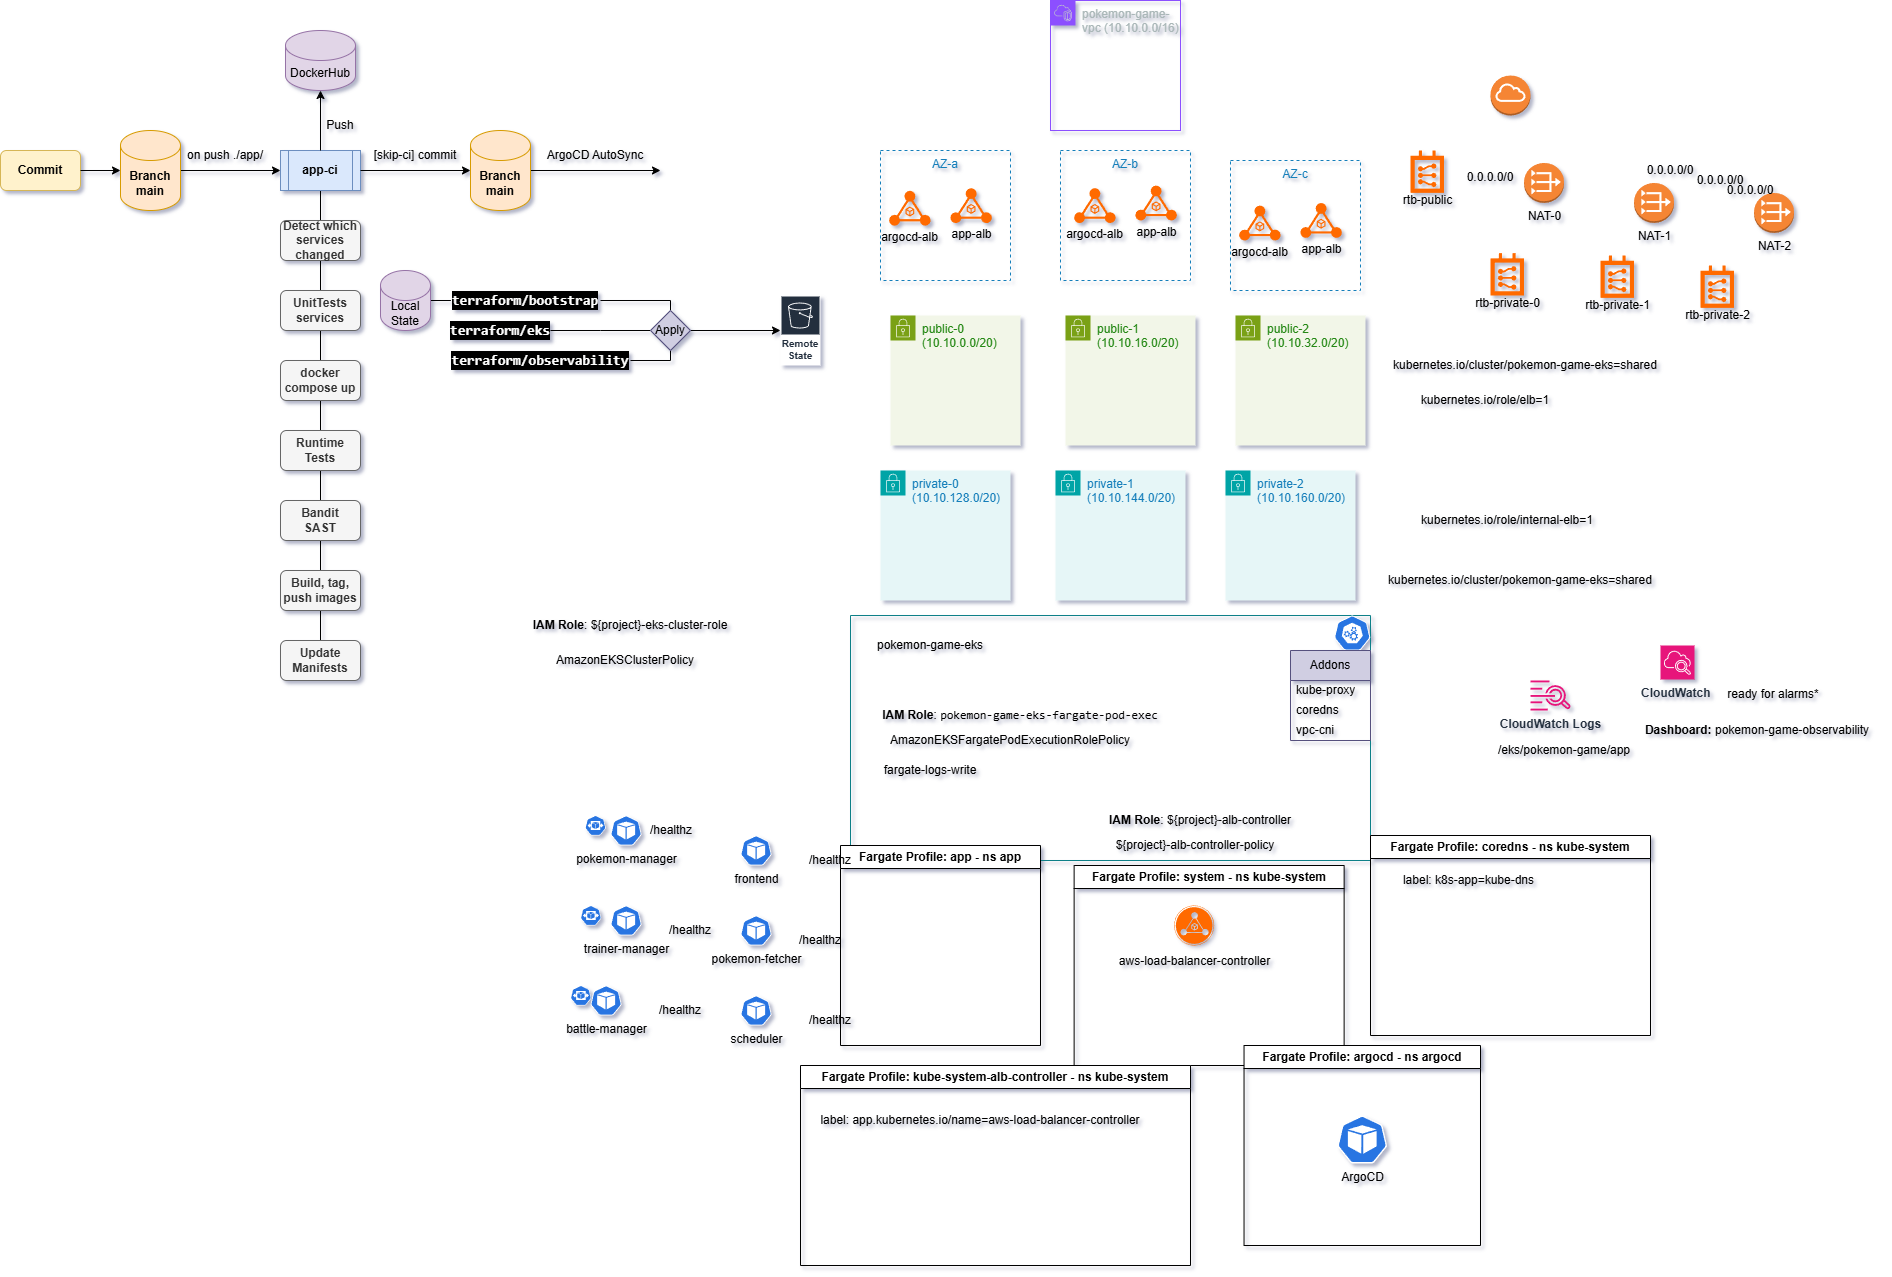 DockerHub
Push
Commit
Branch
main
on push ./app/
app-ci
[skip-ci] commit
Branch
main
ArgoCD AutoSync
Detect which
services
changed
UnitTests
services
docker
compose up
Runtime
Tests
Bandit
SAST
Build, tag,
push images
Update
Manifests
Local
State
terraform/bootstrap
terraform/eks
terraform/observability
Apply
Remote
State
pokemon-game-
vpc (10.10.0.0/16)
AZ-a
argocd-alb
app-alb
AZ-b
argocd-alb
app-alb
AZ-c
argocd-alb
app-alb
rtb-public
0.0.0.0/0
NAT-0
0.0.0.0/0
NAT-1
0.0.0.0/0
0.0.0.0/0
NAT-2
rtb-private-0
rtb-private-1
rtb-private-2
public-0
(10.10.0.0/20)
public-1
(10.10.16.0/20)
public-2
(10.10.32.0/20)
kubernetes.io/cluster/pokemon-game-eks=shared
kubernetes.io/role/elb=1
private-0
(10.10.128.0/20)
private-1
(10.10.144.0/20)
private-2
(10.10.160.0/20)
kubernetes.io/role/internal-elb=1
kubernetes.io/cluster/pokemon-game-eks=shared
IAM Role: ${project}-eks-cluster-role
AmazonEKSClusterPolicy
pokemon-game-eks
Addons
kube-proxy
coredns
vpc-cni
IAM Role: pokemon-game-eks-fargate-pod-exec
AmazonEKSFargatePodExecutionRolePolicy
fargate-logs-write
IAM Role: ${project}-alb-controller
${project}-alb-controller-policy
CloudWatch Logs
/eks/pokemon-game/app
CloudWatch
ready for alarms*
Dashboard: pokemon-game-observability
/healthz
pokemon-manager
frontend
/healthz
trainer-manager
/healthz
pokemon-fetcher
/healthz
battle-manager
/healthz
scheduler
/healthz
Fargate Profile: app - ns app
Fargate Profile: system - ns kube-system
aws-load-balancer-controller
Fargate Profile: coredns - ns kube-system
label: k8s-app=kube-dns
Fargate Profile: kube-system-alb-controller - ns kube-system
label: app.kubernetes.io/name=aws-load-balancer-controller
Fargate Profile: argocd - ns argocd
ArgoCD